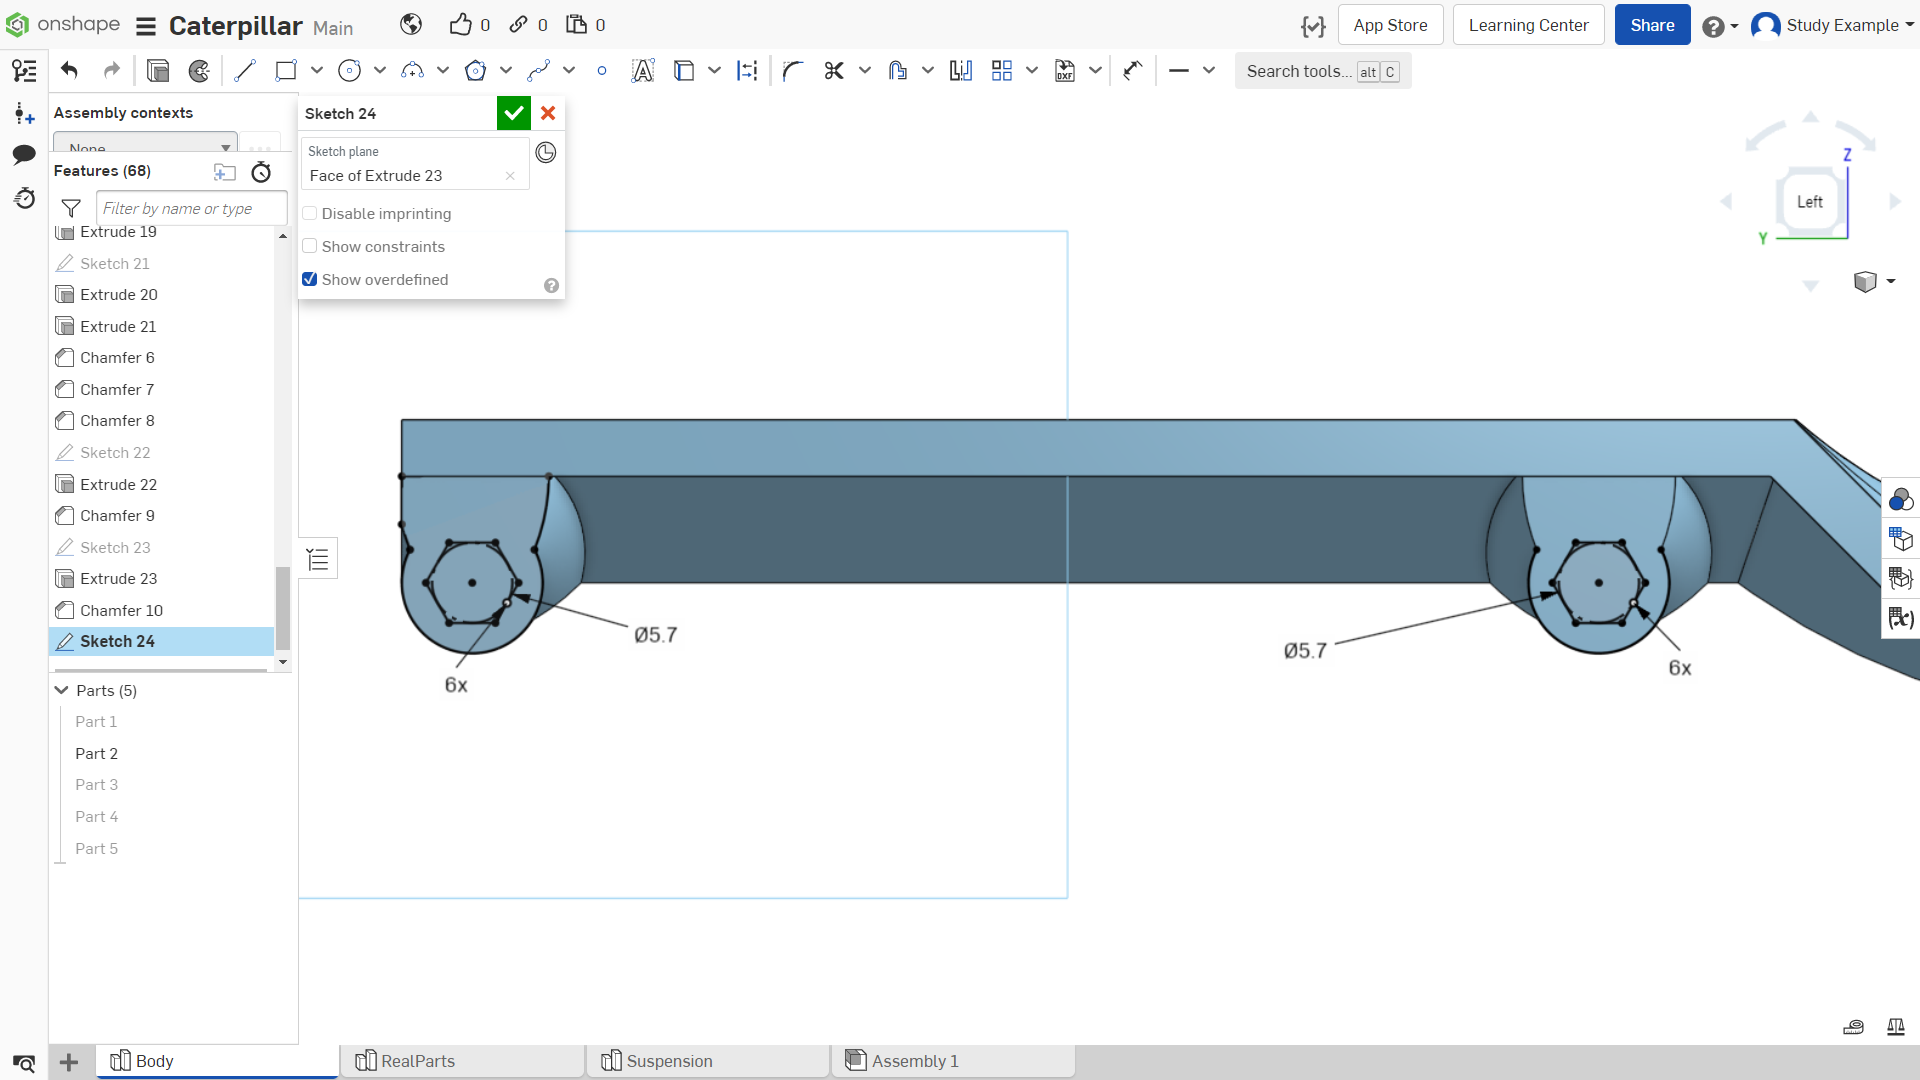 onshape
Caterpillar Main
0
0
0
App Store
Learning Center
Share
Study Example
Search tools... alt C
Assembly contexts
None
Features (68)
Filter by name or type
Extrude 19
Sketch 21
Extrude 20
Extrude 21
Chamfer 6
Chamfer 7
Chamfer 8
Sketch 22
Extrude 22
Chamfer 9
Sketch 23
Extrude 23
Chamfer 10
Sketch 24
Parts (5)
Part 1
Part 2
Part 3
Part 4
Part 5
Sketch 24
Sketch plane
Face of Extrude 23
Disable imprinting
Show constraints
Show overdefined
Z
Left
Y
Ø5.7
6x
Ø5.7
6x
DXF
(x)
Body
RealParts
Suspension
Assembly 1